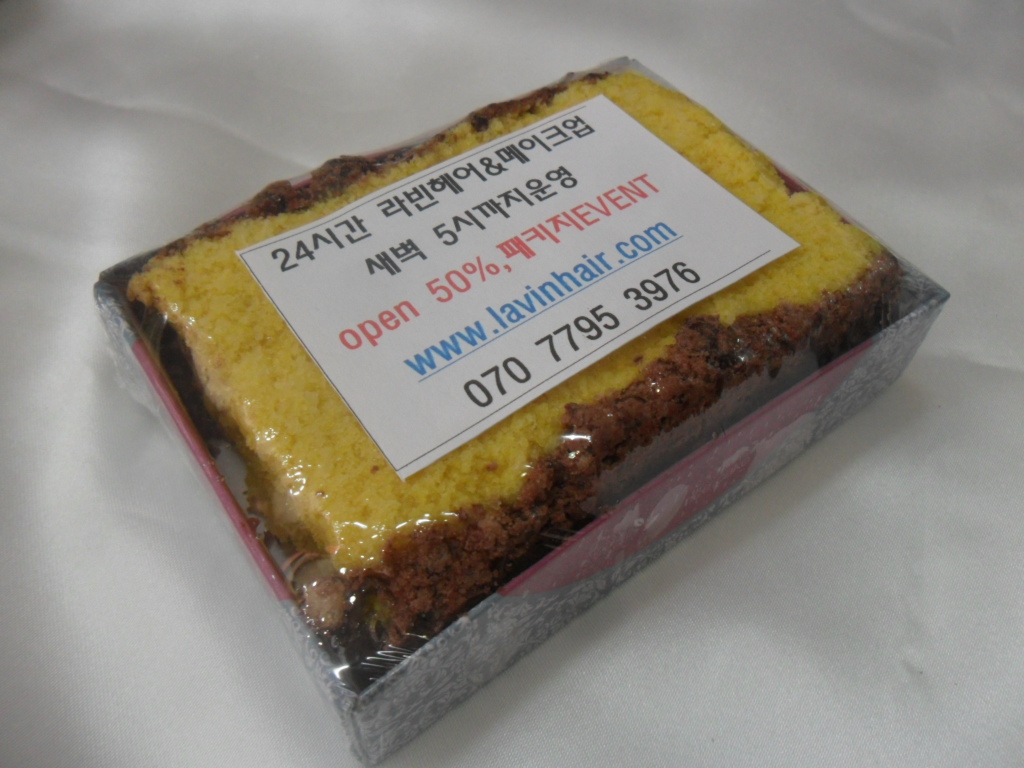 24시간 라빈헤어&메이크업
새벽 5시까지운영
open 50%,패키지EVENT
www.lavinhair.com
070 7795 3976